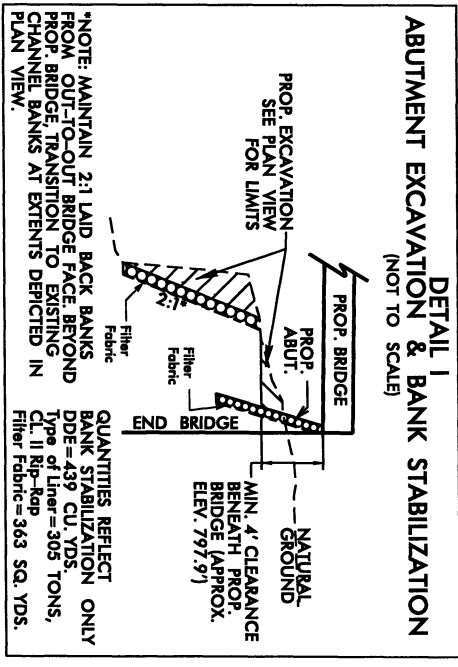 DETAIL 1
ABUTMENT EXCAVATION & BANK STABILIZATION
(NOT TO SCALE)
PROP. BRIDGE
PROP. EXCAVATION
SEE PLAN VIEW
FOR LIMITS
PROP.
ABUT.
NATURAL
GROUND
2:1*
Filter
Fabric
Filter
Fabric
END BRIDGE
MIN. 4' CLEARANCE
BENEATH PROP.
BRIDGE (APPROX.
ELEV. 797.9')
*NOTE: MAINTAIN 2:1 LAID BACK BANKS
FROM OUT-TO-OUT BRIDGE FACE. BEYOND
PROP. BRIDGE, TRANSITION TO EXISTING
CHANNEL BANKS AT EXTENTS DEPICTED IN
PLAN VIEW.
QUANTITIES REFLECT
BANK STABILIZATION ONLY
DDE=439 CU. YDS.
Type of Liner=305 TONS,
CL. II Rip-Rap
Filter Fabric=363 SQ. YDS.